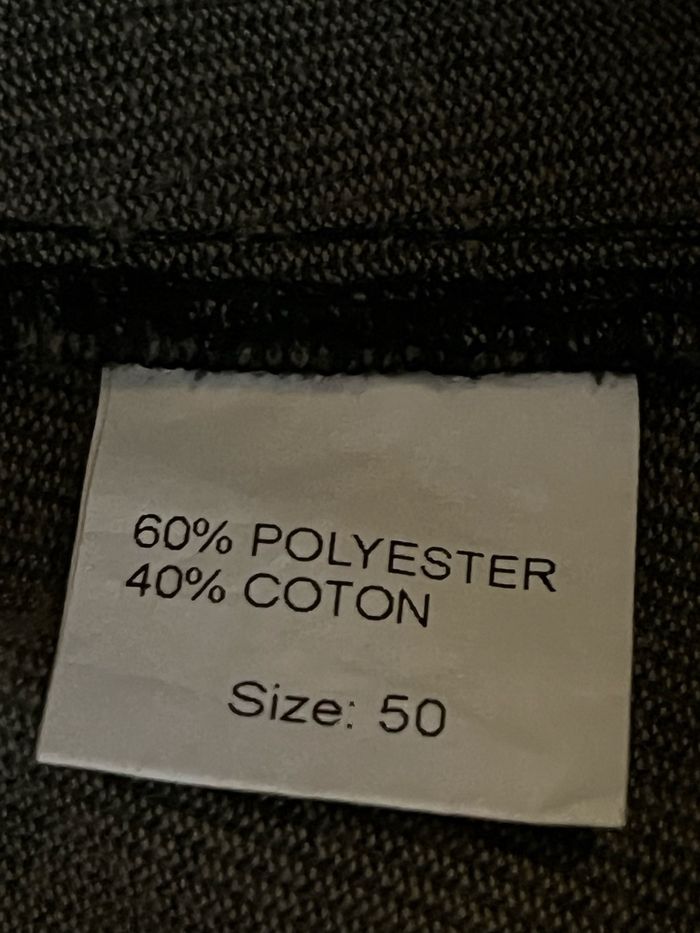 60% POLYESTER
40% COTON
Size: 50